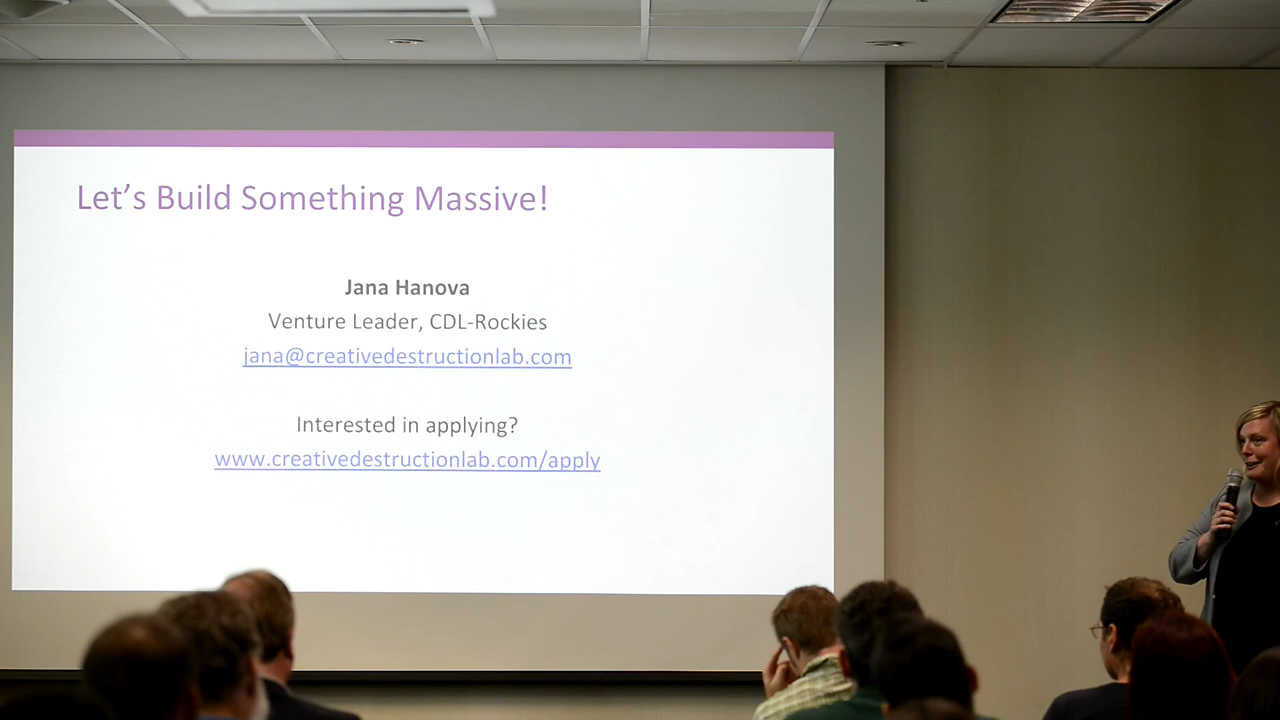 Let's Build Something Massive!
Jana Hanova
Venture Leader, CDL-Rockies
jana@creativedestructionlab.com
Interested in applying?
www.creativedestructionlab.com/apply